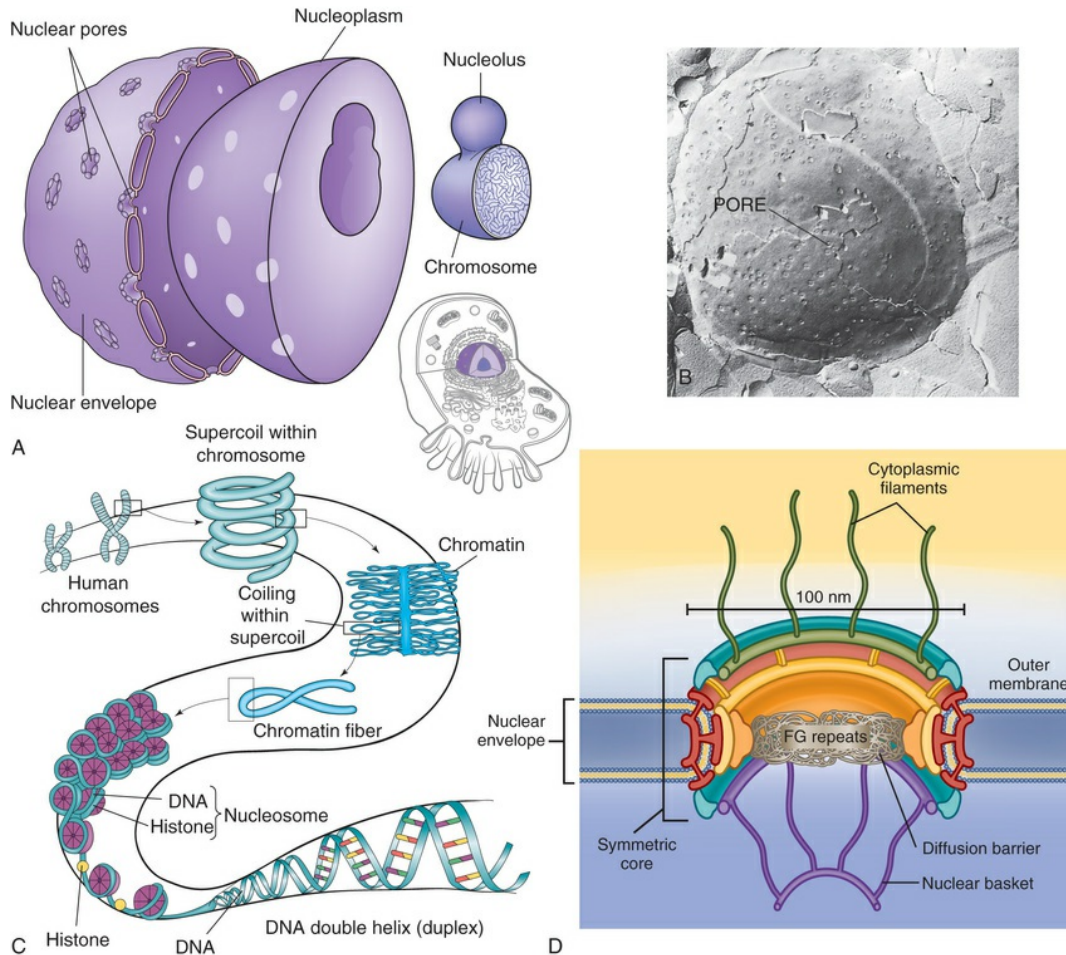 Nuclear pores
Nucleoplasm
Nucleolus
Chromosome
Nuclear envelope
A
PORE
B
Supercoil within
chromosome
Human
chromosomes
Chromatin
Coiling within
supercoil
Chromatin fiber
DNA
Histone
Nucleosome
Histone
DNA
DNA double helix (duplex)
C
Cytoplasmic
filaments
100 nm
Outer
membrane
Nuclear
envelope
FG repeats
Symmetric
core
Diffusion barrier
Nuclear basket
D